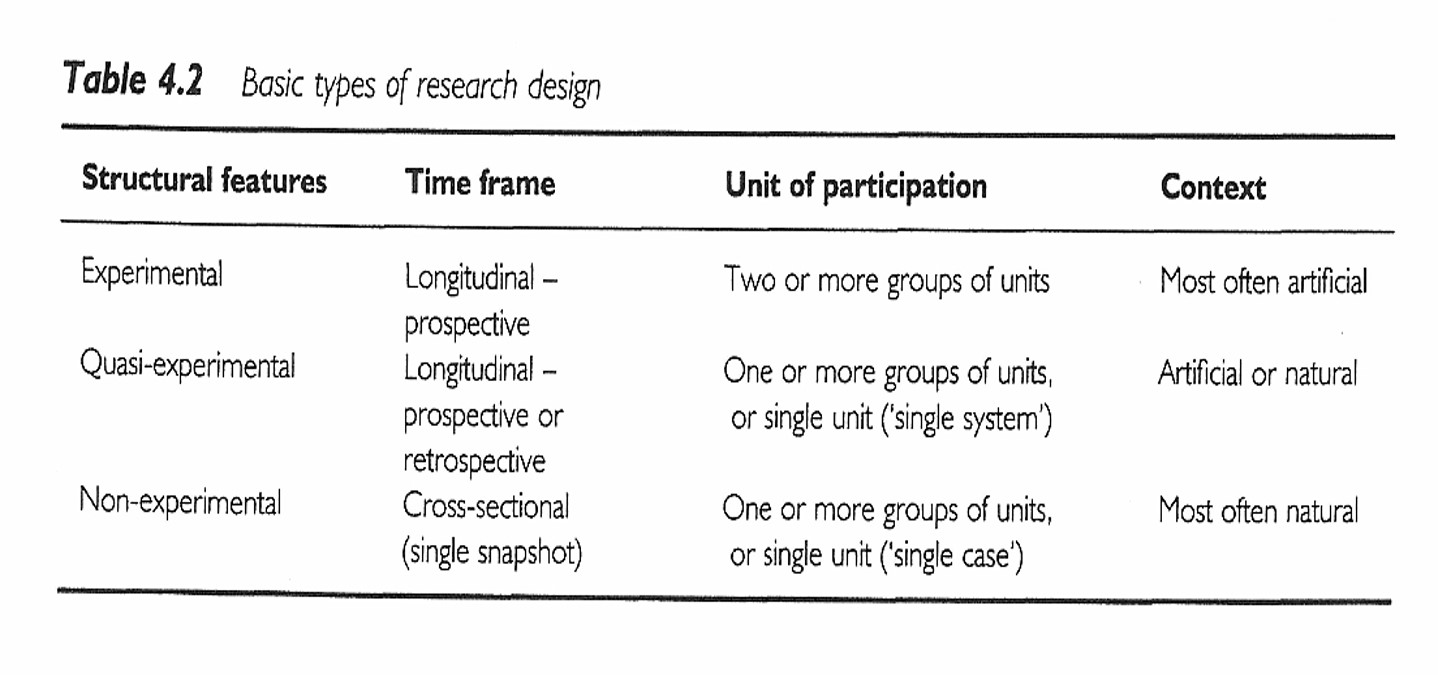 Table 4.2 Basic types of research design
Structural features Time frame Unit of participation Context
Experimental Longitudinal – Two or more groups of units Most often artificial
prospective
Quasi-experimental Longitudinal – One or more groups of units, Artificial or natural
prospective or or single unit ('single system')
retrospective
Non-experimental Cross-sectional One or more groups of units, Most often natural
(single snapshot) or single unit ('single case')